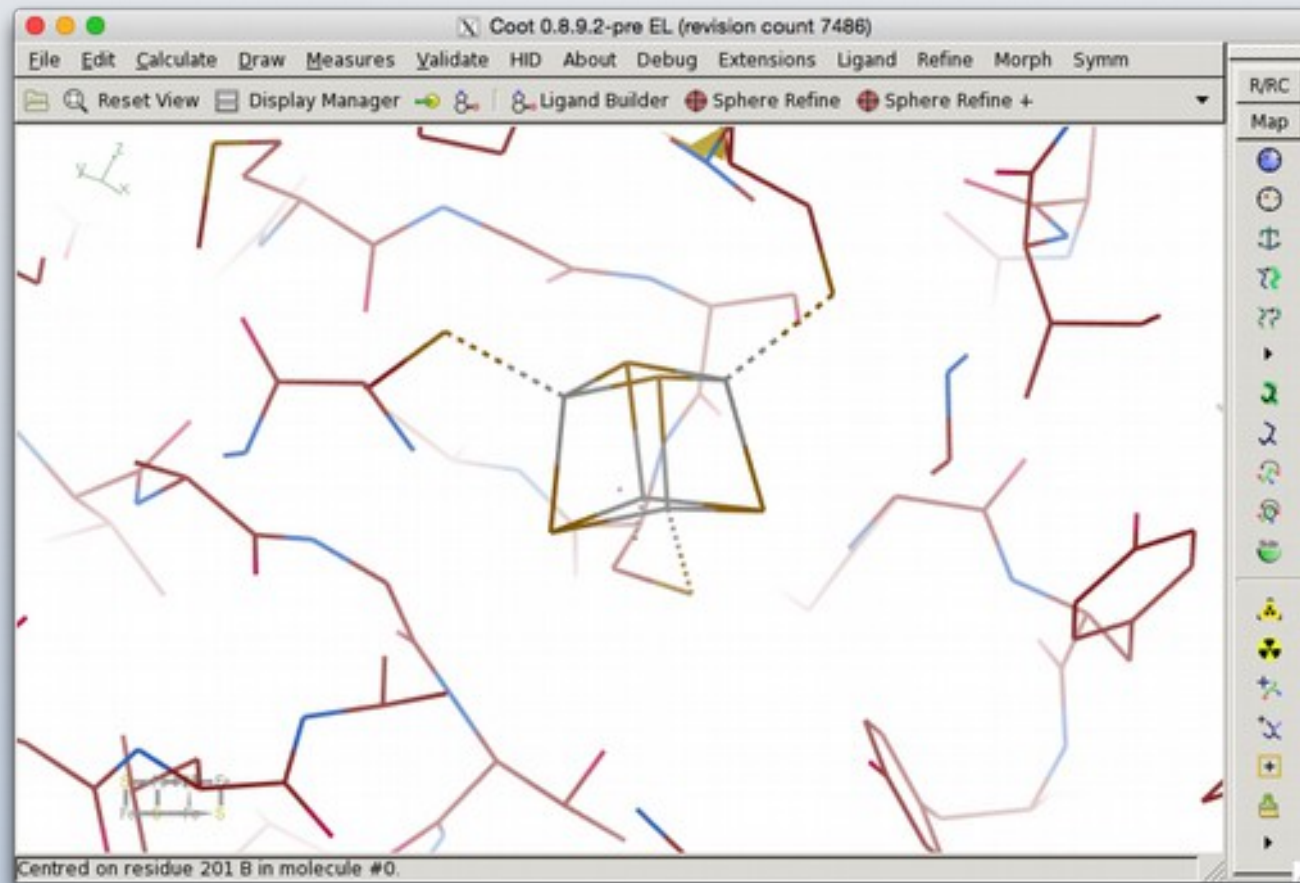 Coot 0.8.9.2-pre EL (revision count 7486)
File Edit Calculate Draw Measures Validate HID About Debug Extensions Ligand Refine Morph Symm
Reset View Display Manager Ligand Builder Sphere Refine Sphere Refine +
R/RC
Map
z
y
x
Centred on residue 201 B in molecule #0.